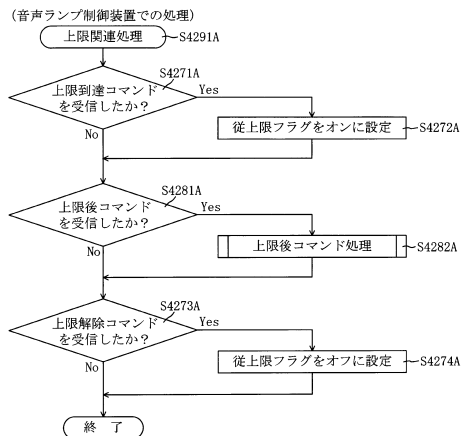 (音声ランプ制御装置での処理)
上限関連処理
S4291A
S4271A
上限到達コマンド
を受信したか?
Yes
No
従上限フラグをオンに設定
S4272A
S4281A
上限後コマンド
を受信したか?
Yes
No
上限後コマンド処理
S4282A
S4273A
上限解除コマンド
を受信したか?
Yes
No
従上限フラグをオフに設定
S4274A
終 了